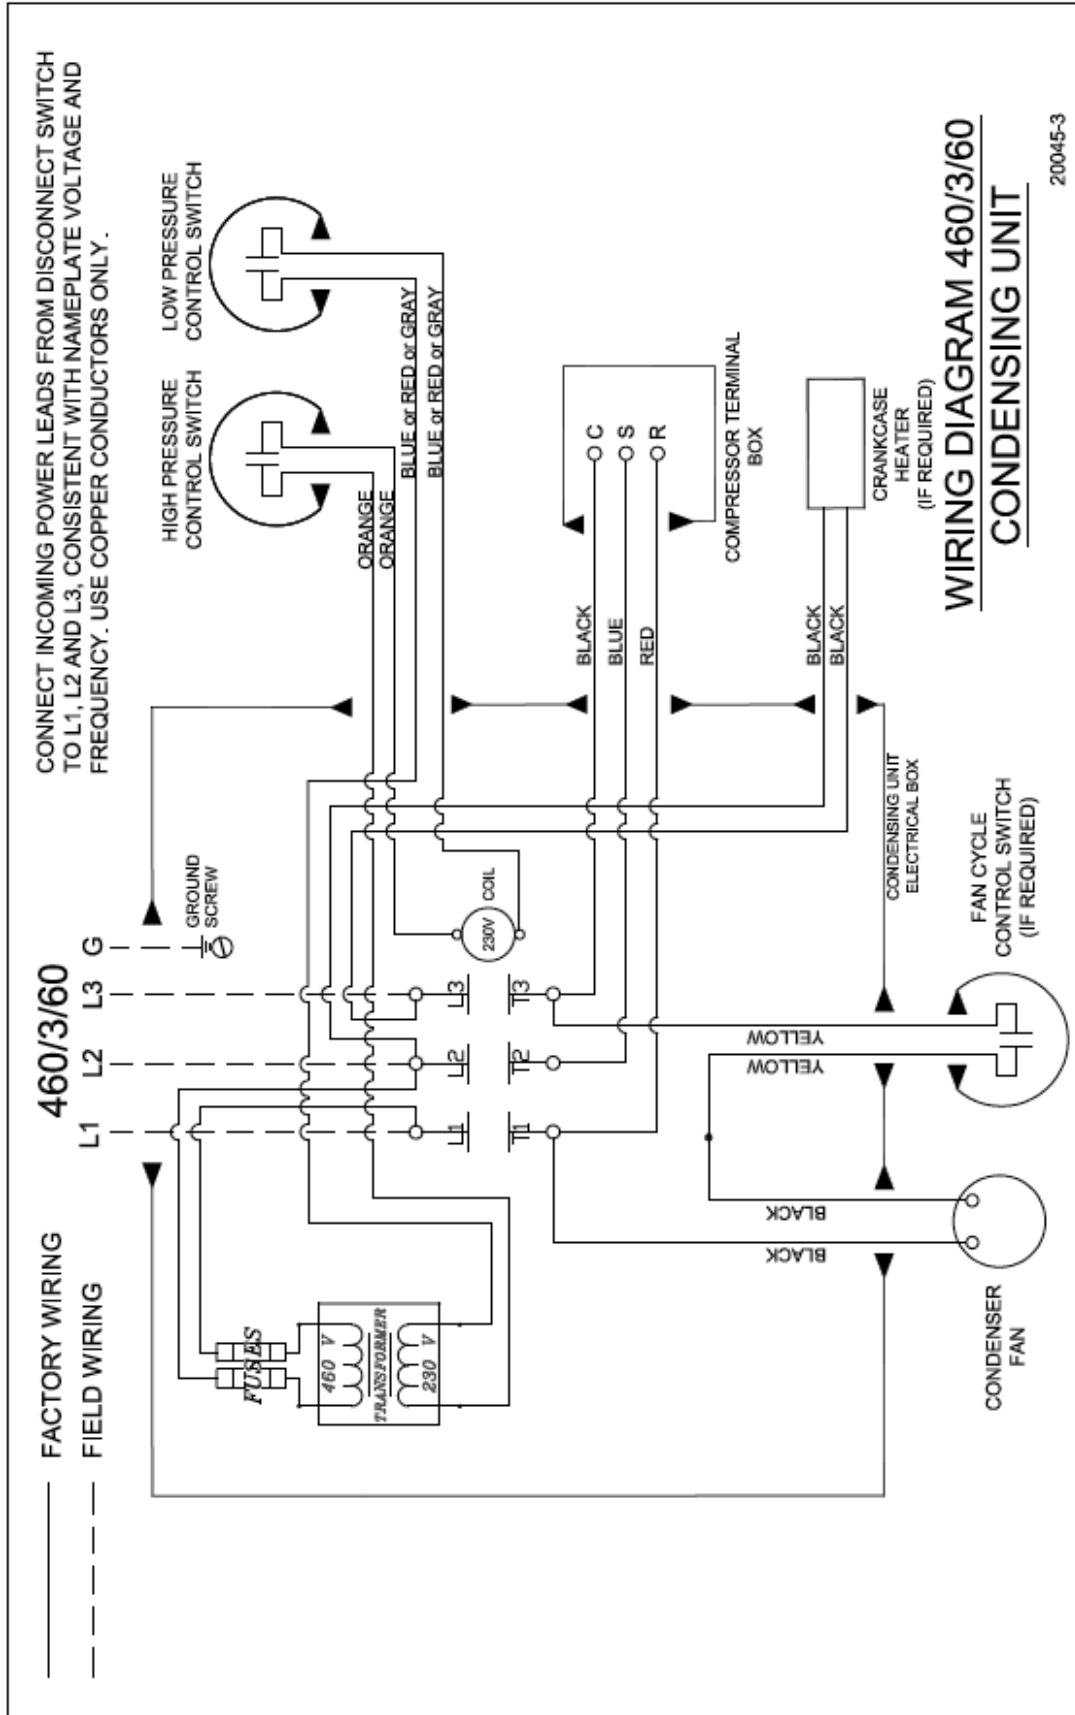 FACTORY WIRING
FIELD WIRING
460/3/60
L1
L2
L3
G
GROUND
SCREW
CONNECT INCOMING POWER LEADS FROM DISCONNECT SWITCH
TO L1, L2 AND L3, CONSISTENT WITH NAMEPLATE VOLTAGE AND
FREQUENCY. USE COPPER CONDUCTORS ONLY.
HIGH PRESSURE
CONTROL SWITCH
LOW PRESSURE
CONTROL SWITCH
FUSES
460 V
TRANSFORMER
230 V
L1
L2
L3
T1
T2
T3
230V
COIL
ORANGE
ORANGE
BLUE or RED or GRAY
BLUE or RED or GRAY
BLACK
BLUE
RED
C
S
R
COMPRESSOR TERMINAL
BOX
BLACK
BLACK
CRANKCASE
HEATER
(IF REQUIRED)
BLACK
BLACK
YELLOW
YELLOW
CONDENSING UNIT
ELECTRICAL BOX
CONDENSER
FAN
FAN CYCLE
CONTROL SWITCH
(IF REQUIRED)
WIRING DIAGRAM 460/3/60
CONDENSING UNIT
20045-3